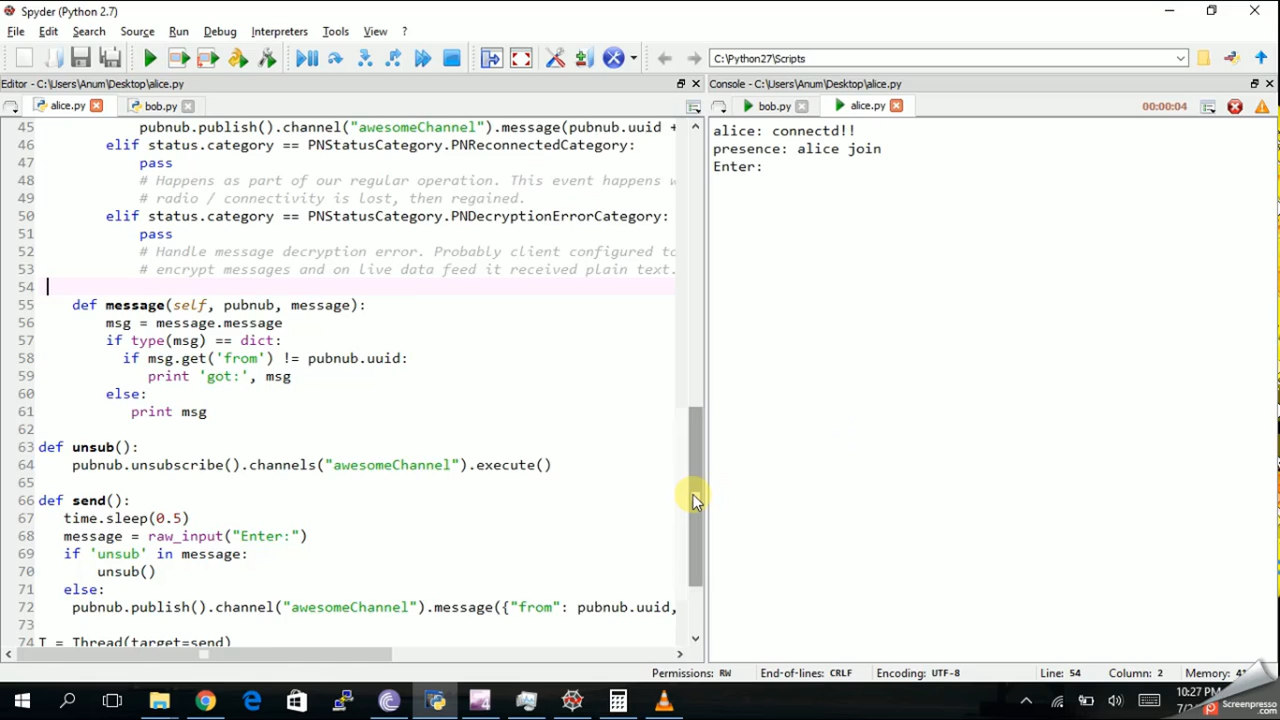 Spyder (Python 2.7)
File Edit Search Source Run Debug Interpreters Tools View ?
C:\Python27\Scripts
Editor - C:\Users\Anum\Desktop\alice.py
Console - C:\Users\Anum\Desktop\alice.py
alice.py bob.py
bob.py alice.py 00:00:04
45 pubnub.publish().channel("awesomeChannel").message(pubnub.uuid +
46 elif status.category == PNStatusCategory.PNReconnectedCategory:
47 pass
48 # Happens as part of our regular operation. This event happens w
49 # radio / connectivity is lost, then regained.
50 elif status.category == PNStatusCategory.PNDecryptionErrorCategory:
51 pass
52 # Handle message decryption error. Probably client configured to
53 # encrypt messages and on live data feed it received plain text.
54
55 def message(self, pubnub, message):
56 msg = message.message
57 if type(msg) == dict:
58 if msg.get('from') != pubnub.uuid:
59 print 'got:', msg
60 else:
61 print msg
62
63 def unsub():
64 pubnub.unsubscribe().channels("awesomeChannel").execute()
65
66 def send():
67 time.sleep(0.5)
68 message = raw_input("Enter:")
69 if 'unsub' in message:
70 unsub()
71 else:
72 pubnub.publish().channel("awesomeChannel").message({"from": pubnub.uuid,
73
74 T = Thread(target=send)
alice: connectd!!
presence: alice join
Enter:
Permissions: RW End-of-lines: CRLF Encoding: UTF-8 Line: 54 Column: 2 Memory:
10:27 PM
Screenpresso
.com